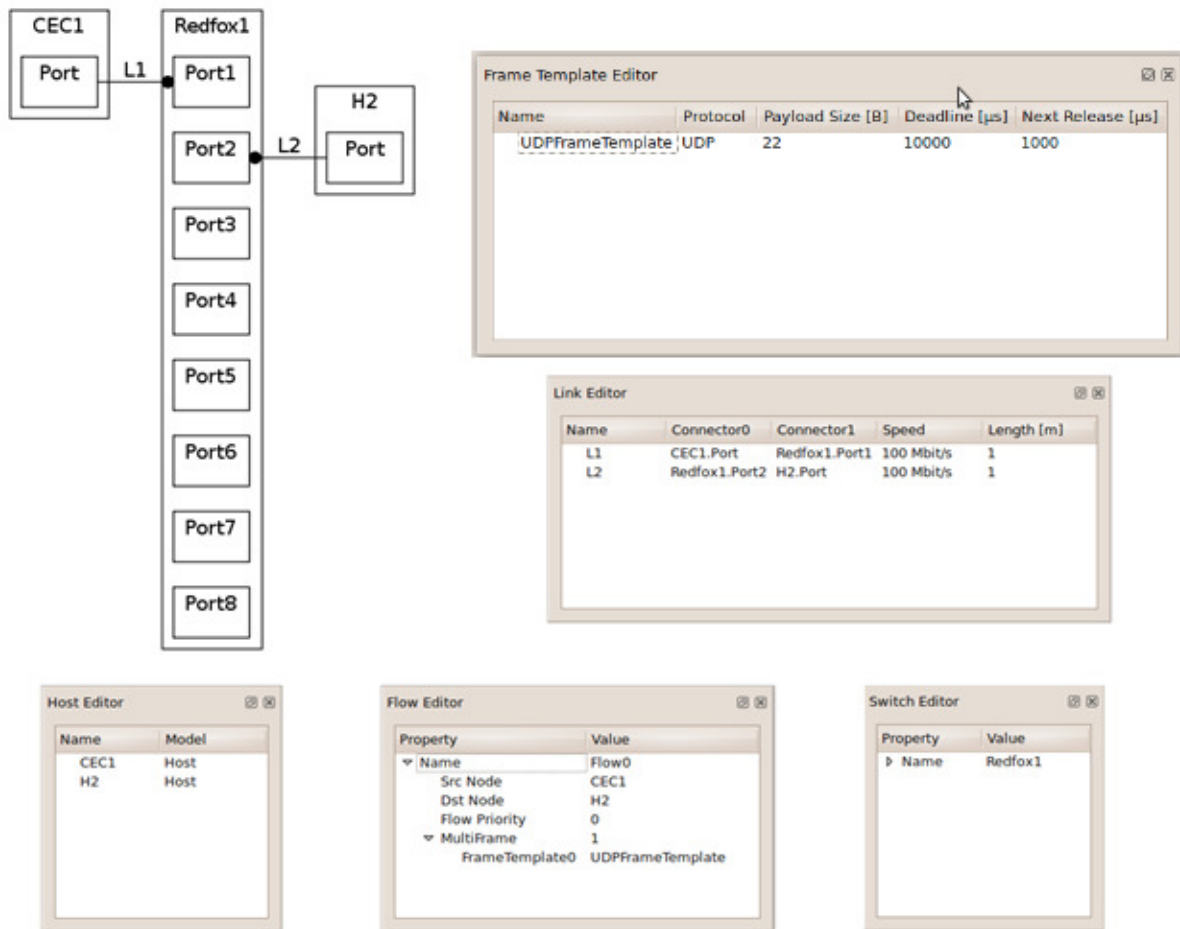 CEC1
Port
L1
Redfox1
Port1
Port2
Port3
Port4
Port5
Port6
Port7
Port8
L2
H2
Port
Frame Template Editor
Name Protocol Payload Size [B] Deadline [µs] Next Release [µs]
UDPFrameTemplate UDP 22 10000 1000
Link Editor
Name Connector0 Connector1 Speed Length [m]
L1 CEC1.Port Redfox1.Port1 100 Mbit/s 1
L2 Redfox1.Port2 H2.Port 100 Mbit/s 1
Host Editor
Name Model
CEC1 Host
H2 Host
Flow Editor
Property Value
Name Flow0
Src Node CEC1
Dst Node H2
Flow Priority 0
MultiFrame 1
FrameTemplate0 UDPFrameTemplate
Switch Editor
Property Value
Name Redfox1